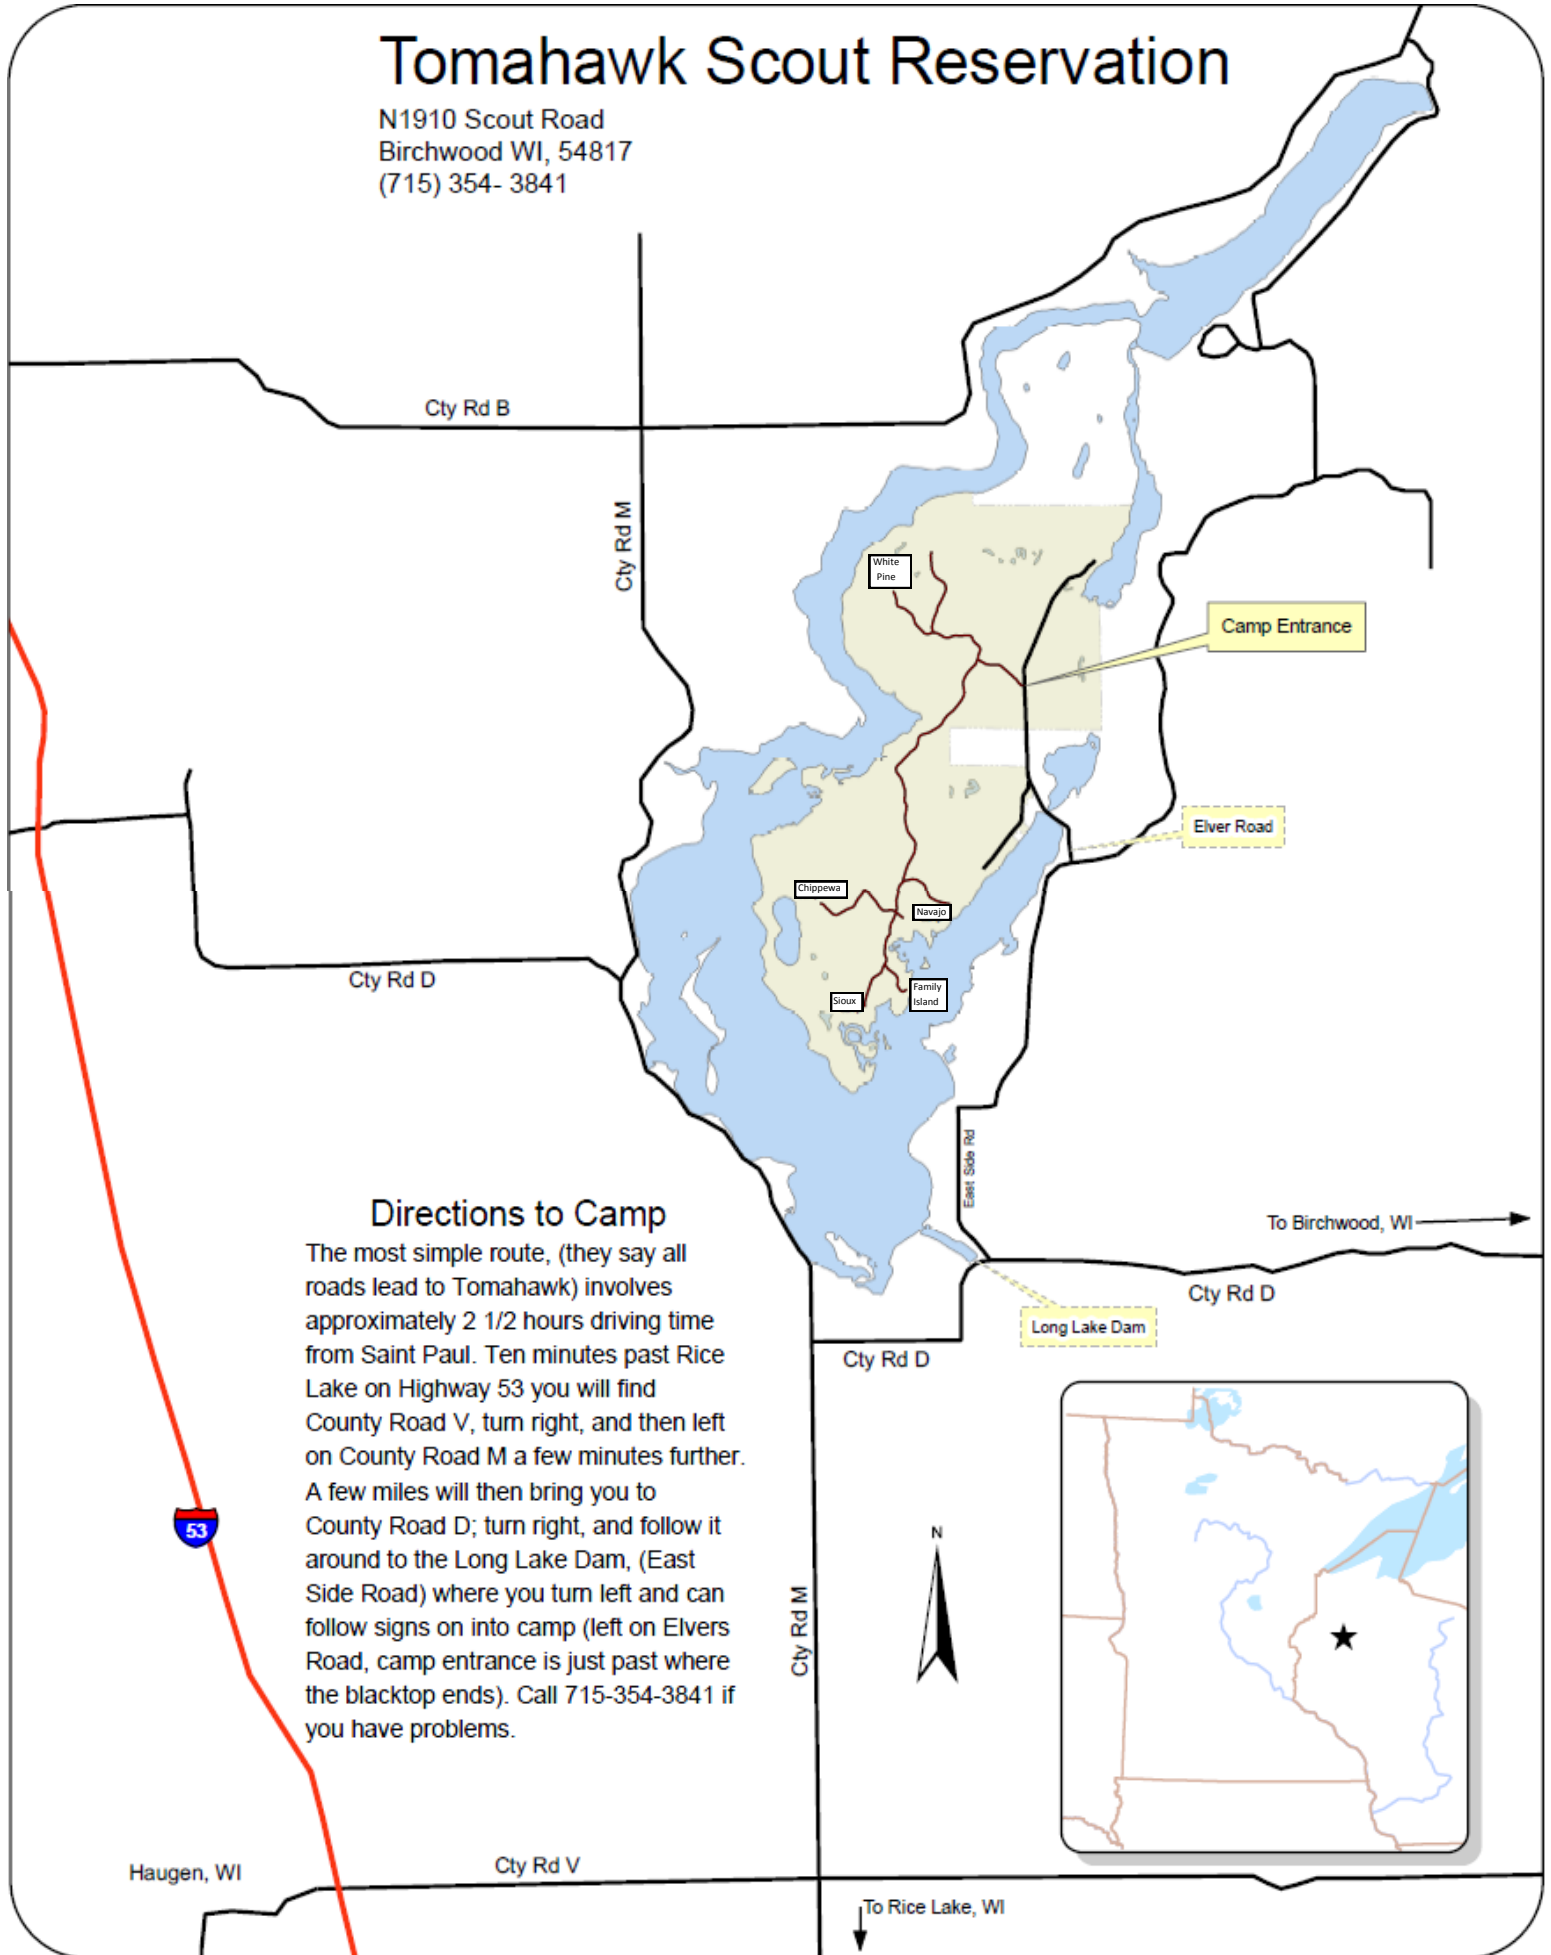 Tomahawk Scout Reservation
N1910 Scout Road
Birchwood WI, 54817
(715) 354- 3841
Cty Rd B
Cty Rd M
White
Pine
Camp Entrance
Elver Road
Chippewa
Navajo
Cty Rd D
Family
Island
Sioux
East Side Rd
To Birchwood, WI
Cty Rd D
Long Lake Dam
Cty Rd D
Directions to Camp
The most simple route, (they say all
roads lead to Tomahawk) involves
approximately 2 1/2 hours driving time
from Saint Paul. Ten minutes past Rice
Lake on Highway 53 you will find
County Road V, turn right, and then left
on County Road M a few minutes further.
A few miles will then bring you to
County Road D; turn right, and follow it
around to the Long Lake Dam, (East
Side Road) where you turn left and can
follow signs on into camp (left on Elvers
Road, camp entrance is just past where
the blacktop ends). Call 715-354-3841 if
you have problems.
53
N
Cty Rd M
Haugen, WI
Cty Rd V
To Rice Lake, WI